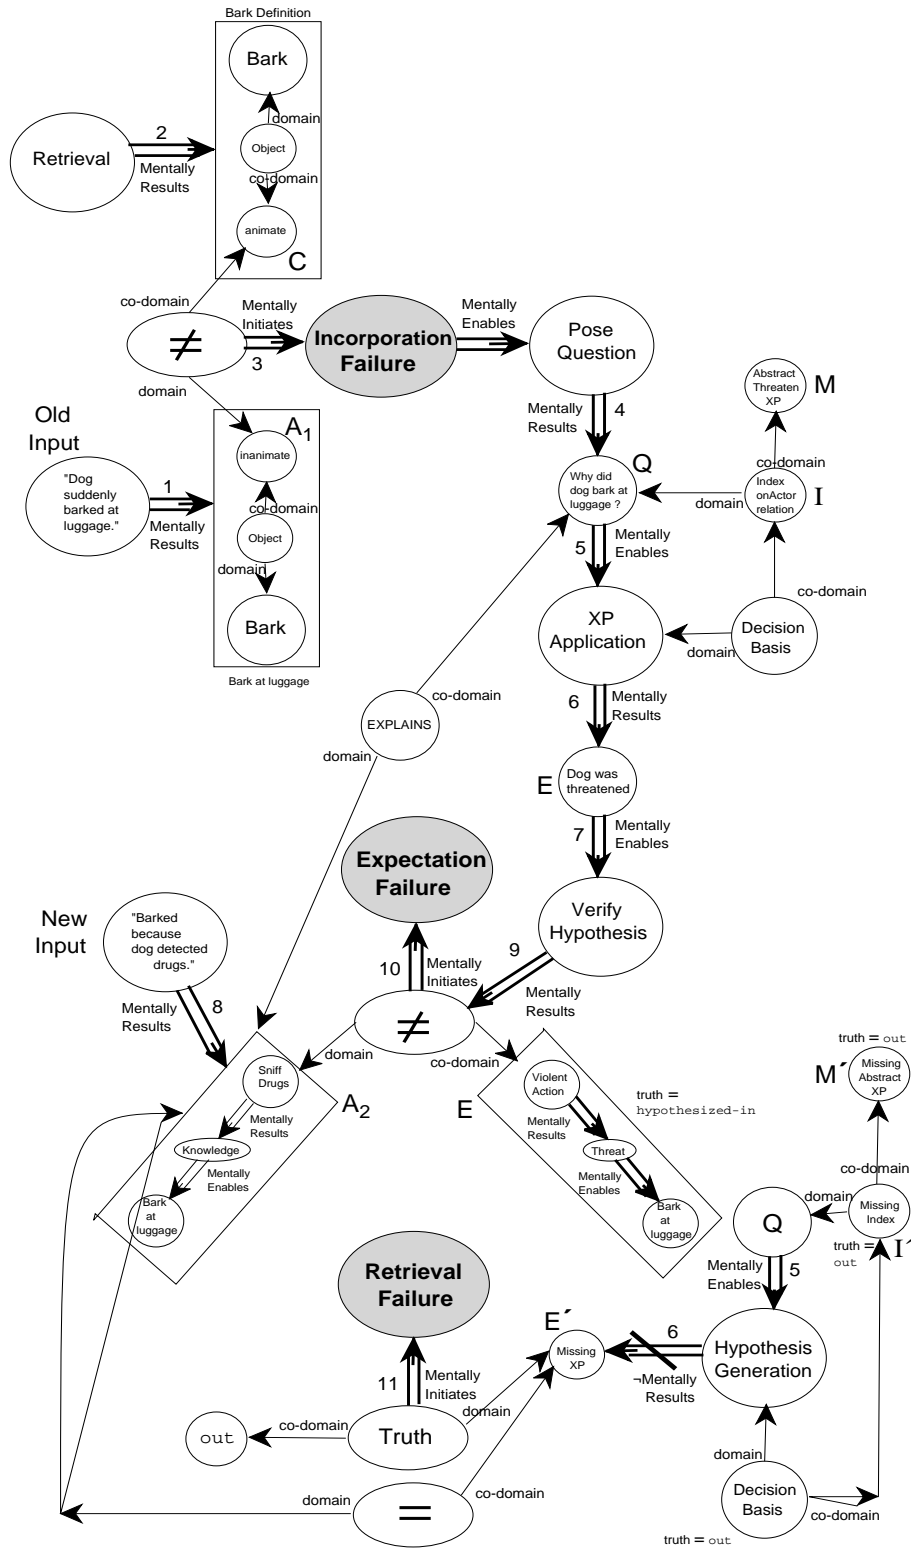 Bark Definition
Bark
domain
Object
co-domain
animate
C
Retrieval
2
Mentally
Results
co-domain
≠
domain
Mentally
Initiates
3
Incorporation
Failure
Mentally
Enables
Pose
Question
Mentally
Results
4
Abstract
Threaten
XP
M
co-domain
Index
onActor
relation
I
domain
Q
Why did
dog bark at
luggage ?
Old
Input
"Dog
suddenly
barked at
luggage."
1
Mentally
Results
A1
inanimate
co-domain
Object
domain
Bark
Bark at luggage
5
Mentally
Enables
XP
Application
co-domain
Decision
Basis
domain
6
Mentally
Results
co-domain
EXPLAINS
domain
E
Dog was
threatened
7
Mentally
Enables
Expectation
Failure
Verify
Hypothesis
New
Input
"Barked
because
dog detected
drugs."
8
Mentally
Results
10
Mentally
Initiates
9
Mentally
Results
≠
domain
co-domain
Sniff
Drugs
Mentally
Results
Knowledge
Mentally
Enables
Bark
at
luggage
A2
E
Violent
Action
Mentally
Results
Threat
Mentally
Enables
Bark
at
luggage
truth =
hypothesized-in
truth = out
M´
Missing
Abstract
XP
co-domain
domain
Missing
Index
I´
truth =
out
Q
Mentally
Enables
5
Retrieval
Failure
11
Mentally
Initiates
E´
Missing
XP
6
¬Mentally
Results
Hypothesis
Generation
out
co-domain
Truth
domain
domain
=
co-domain
domain
Decision
Basis
co-domain
truth = out